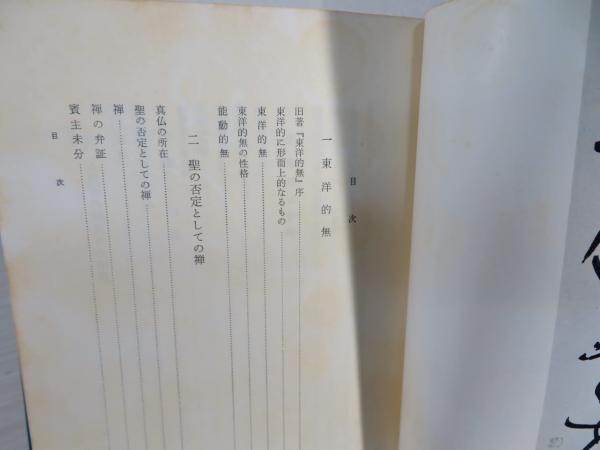 目次
一 東洋的無
旧著『東洋的無』序
東洋的に形而上的なるもの
東洋的無
東洋的無の性格
能動的無
二 聖の否定としての禅
真仏の所在
聖の否定としての禅
禅
禅の弁証
賓主未分
目次